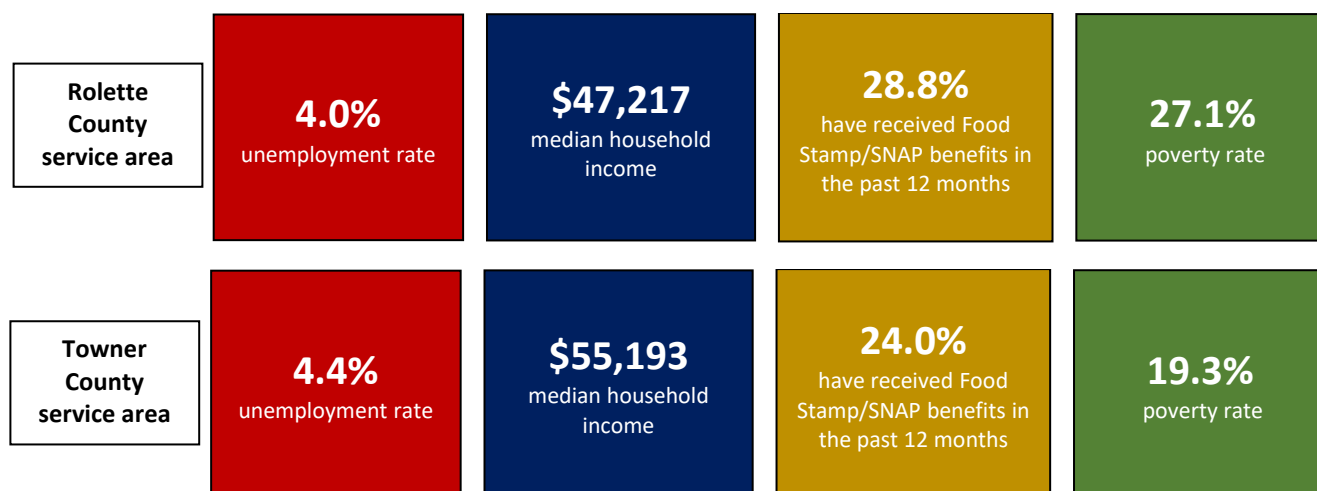 Rolette
County
service area
4.0%
unemployment rate
$47,217
median household
income
28.8%
have received Food
Stamp/SNAP benefits in
the past 12 months
27.1%
poverty rate
Towner
County
service area
4.4%
unemployment rate
$55,193
median household
income
24.0%
have received Food
Stamp/SNAP benefits in
the past 12 months
19.3%
poverty rate